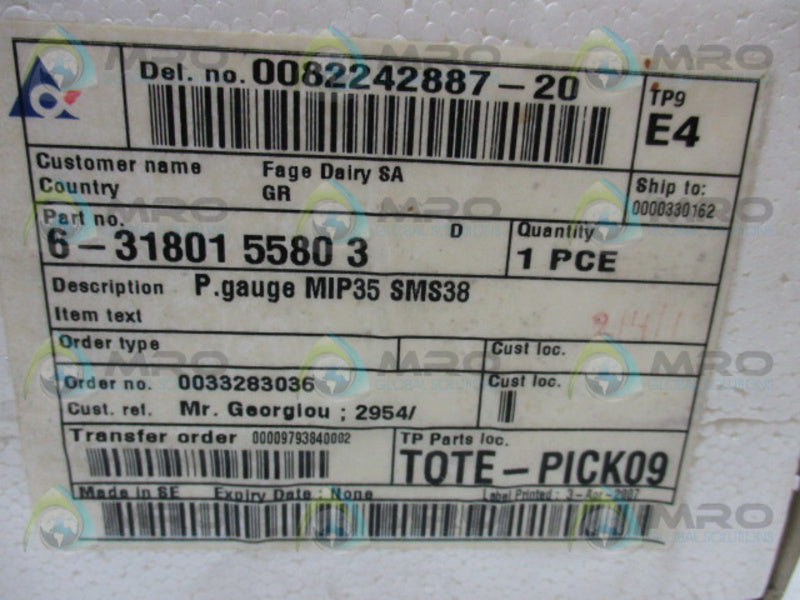 Del. no. 0082242887-20
TP9
E4
Customer name Fage Dairy SA
Country GR
Ship to:
0000330162
Part no. D
6-31801 5580 3
Quantity
1 PCE
Description P.gauge MIP35 SMS38
Item text
Order type
Cust loc.
Order no. 0033283036
Cust loc.
Cust. ref. Mr. Georgiou ; 2954/
Transfer order 00009793840002
TP Parts loc.
TOTE-PICK09
Made in SE Expiry Date : None Label Printed : 3-Apr-2007
MRO
GLOBAL SOLUTIONS